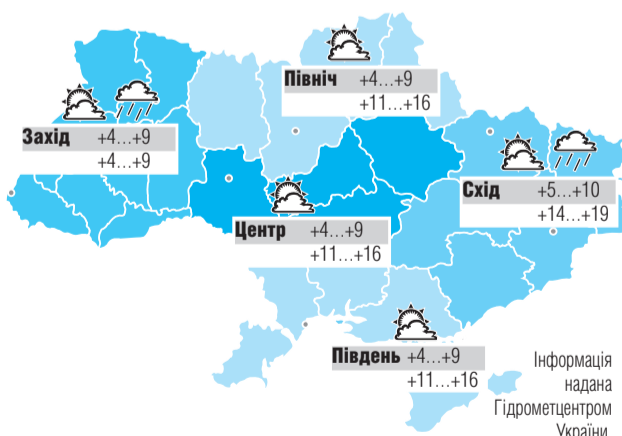 Північ +4...+9
+11...+16
Захід +4...+9
+4...+9
Схід +5...+10
+14...+19
Центр +4...+9
+11...+16
Південь +4...+9
+11...+16
Інформація
надана
Гідрометцентром
України.